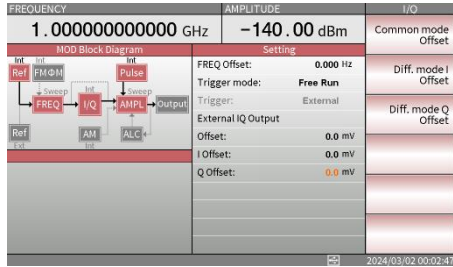 FREQUENCY
AMPLITUDE
I/Q
1.000000000000 GHz
−140.00 dBm
MOD Block Diagram
Setting
Int
Int
Int
Ref
FMΦM
Pulse
Sweep
Int
Sweep
FREQ
I/Q
AMPL
Output
Ref
AM
ALC
Ext
Int
FREQ Offset: 0.000 Hz
Trigger mode: Free Run
Trigger: External
External IQ Output
Offset: 0.0 mV
I Offset: 0.0 mV
Q Offset: 0.0 mV
Common mode
Offset
Diff. mode I
Offset
Diff. mode Q
Offset
2024/03/02 00:02:47